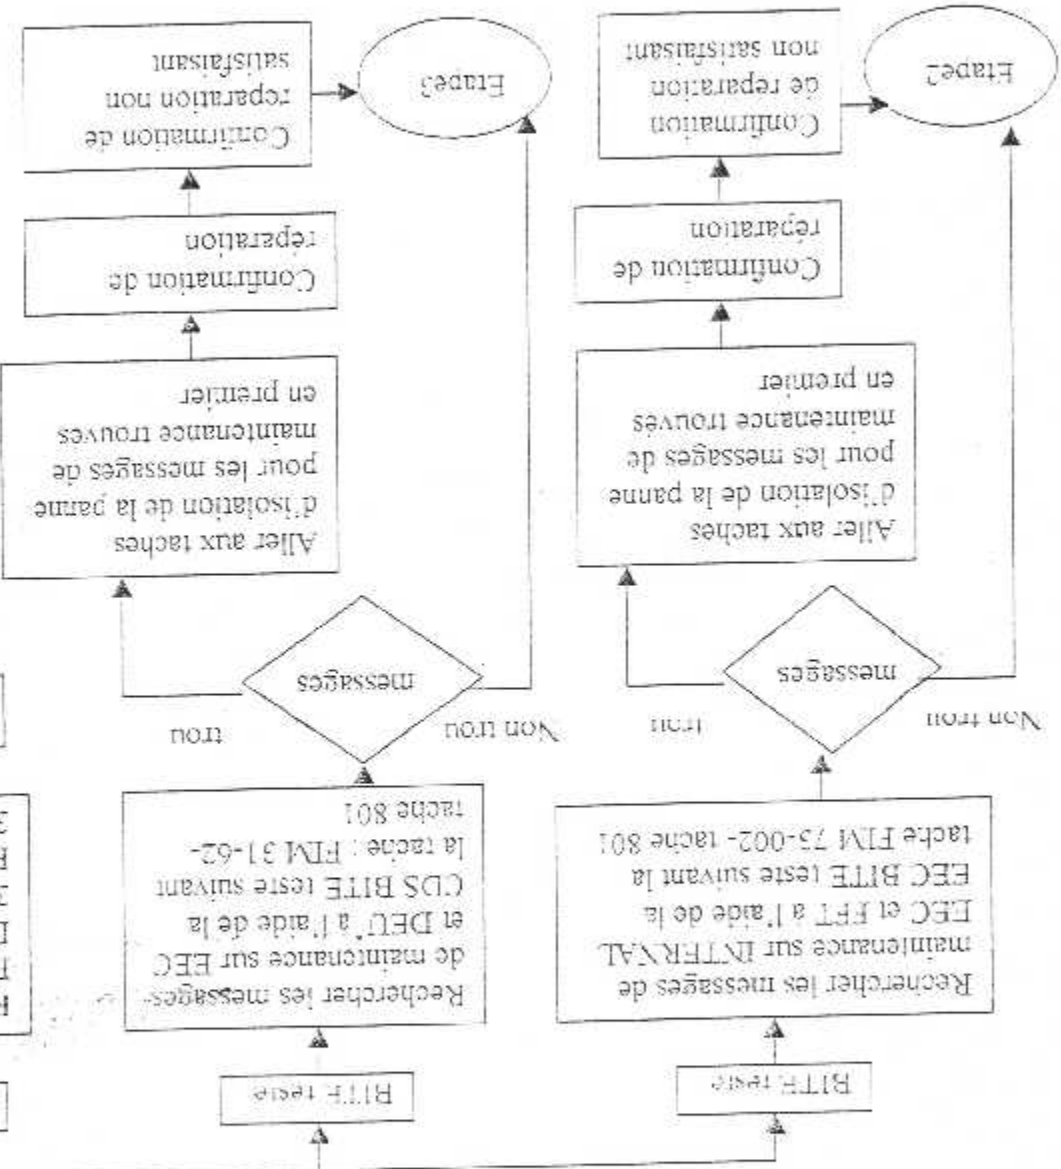 BITE teste
Rechercher les messages de
maintenance sur INTERNAL
EEC et FFT a l'aide de la
EEC BITE teste suivant la
tache FIM 73-002- tache 801
Non trou
trou
messages
Aller aux taches
d'isolation de la panne
pour les messages de
maintenance trouvés
en premier
Confirmation de
réparation
Confirmation
de reparation
non satisfaisant
Etape2
BITE teste
Rechercher les messages
de maintenance sur EEC
et DEU a l'aide de la
CDS BITE teste suivant
la tache : FIM 31-62-
tache 801
Non trou
trou
messages
Aller aux taches
d'isolation de la panne
pour les messages de
maintenance trouves
en premier
Confirmation de
réparation
Confirmation de
reparation non
satisfaisant
Etape3